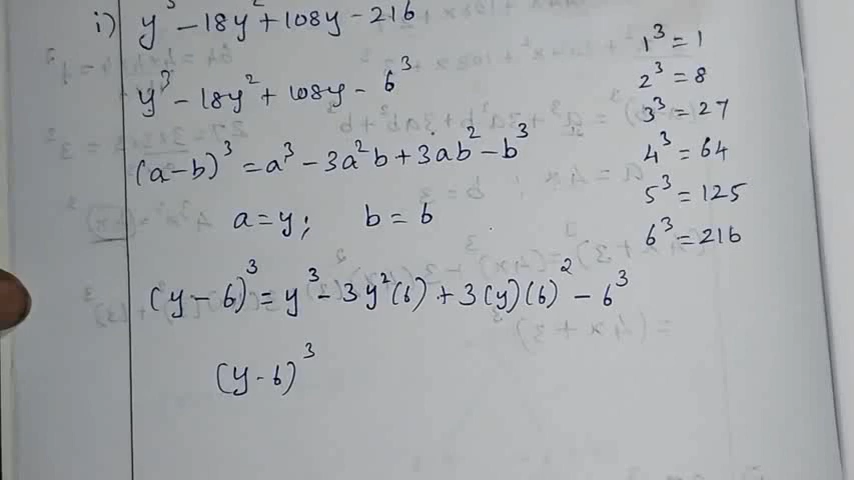 i) y³ - 18y² + 108y - 216
y³ - 18y² + 108y - 6³
(a-b)³ = a³ - 3a²b + 3ab² - b³
a = y; b = 6
(y - 6)³ = y³ - 3y²(6) + 3(y)(6)² - 6³
(y-6)³
1³ = 1
2³ = 8
3³ = 27
4³ = 64
5³ = 125
6³ = 216